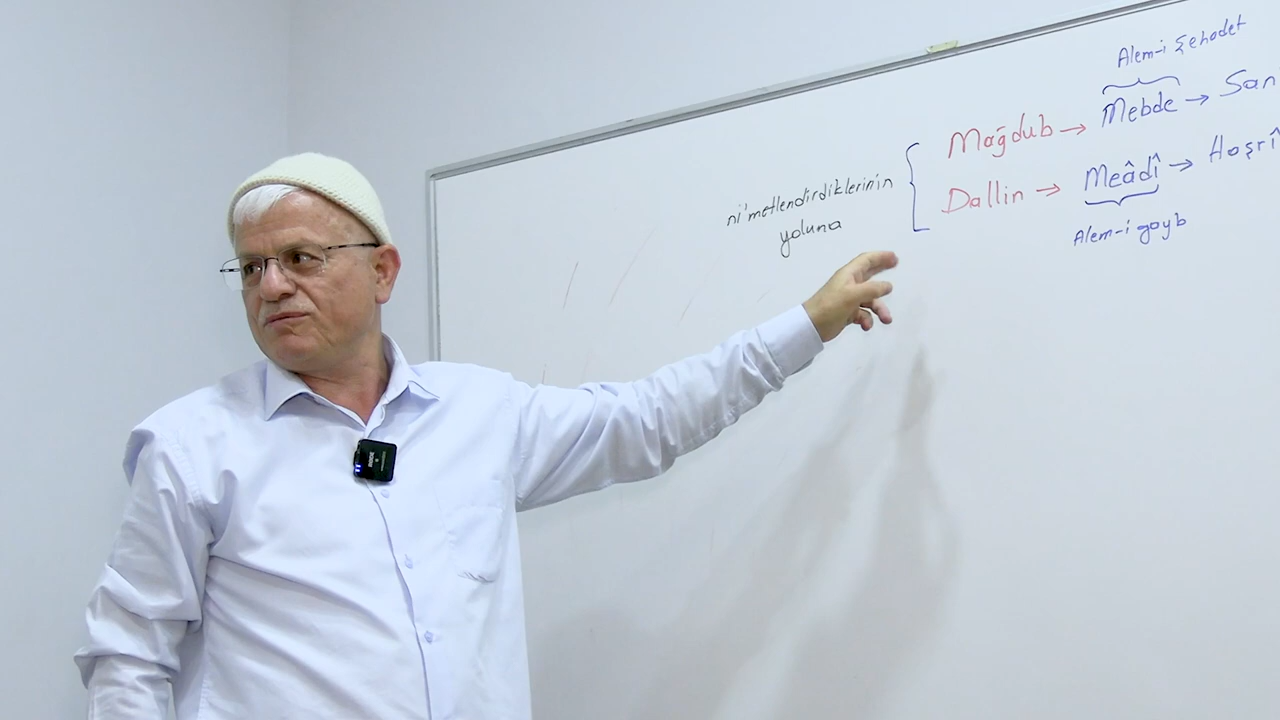 Alem-i Şehadet
Mağdub → Mebde → San
ni'metlendirdiklerinin
yoluna
Dallin → Meâdî → Haşrî
Alem-i gayb